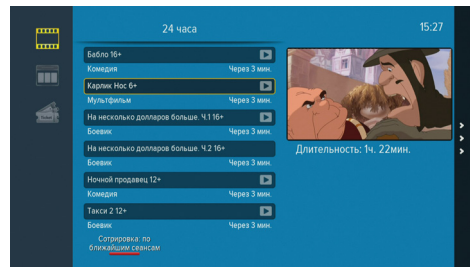 24 часа
15:27
Бабло 16+
Комедия Через 3 мин.
Карлик Нос 6+
Мультфильм Через 3 мин.
На несколько долларов больше. Ч.1 16+
Боевик Через 3 мин.
На несколько долларов больше. Ч.2 16+
Боевик Через 3 мин.
Ночной продавец 12+
Комедия Через 3 мин.
Такси 2 12+
Боевик Через 3 мин.
Сотрировка: по
ближайшим сеансам
Длительность: 1ч. 22мин.